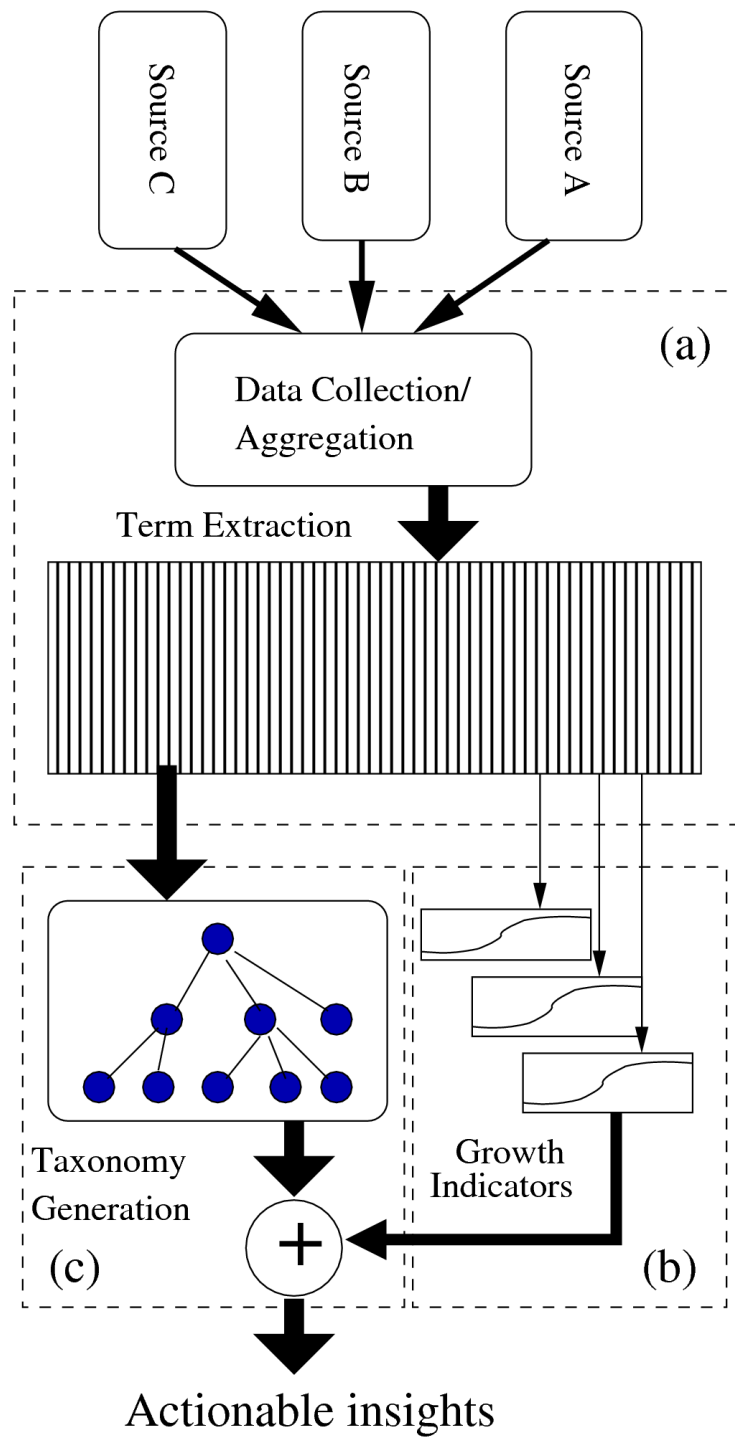 Source C
Source B
Source A
(a)
Data Collection/
Aggregation
Term Extraction
Taxonomy
Generation
(c)
+
Growth
Indicators
(b)
Actionable insights